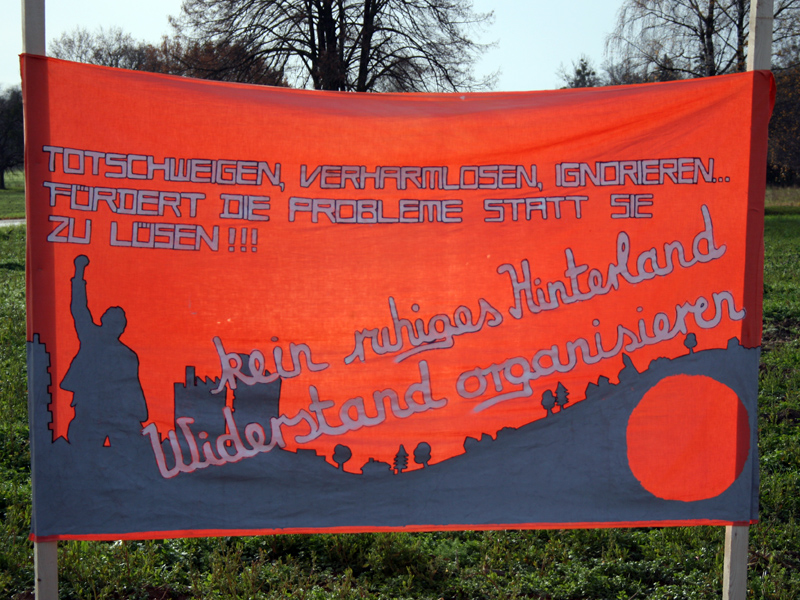 TOTSCHWEIGEN, VERHARMLOSEN, IGNORIEREN...
FÖRDERT DIE PROBLEME STATT SIE
ZU LÖSEN!!!
kein ruhiges Hinterland
Widerstand organisieren